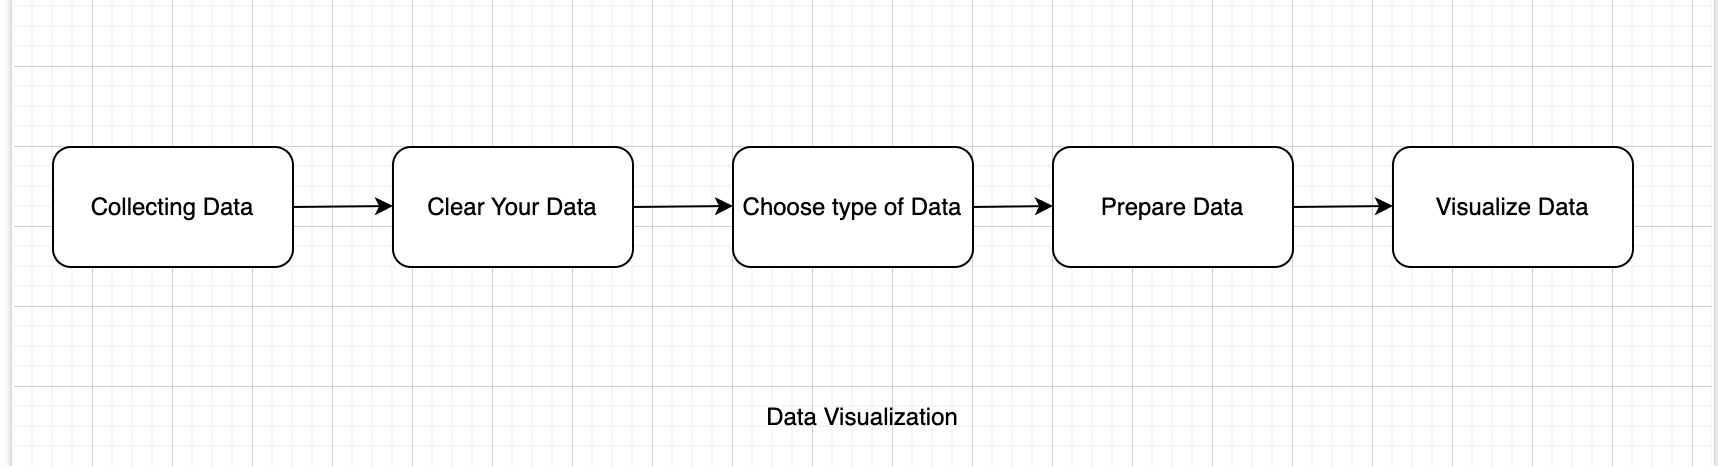 Collecting Data
Clear Your Data
Choose type of Data
Prepare Data
Visualize Data
Data Visualization